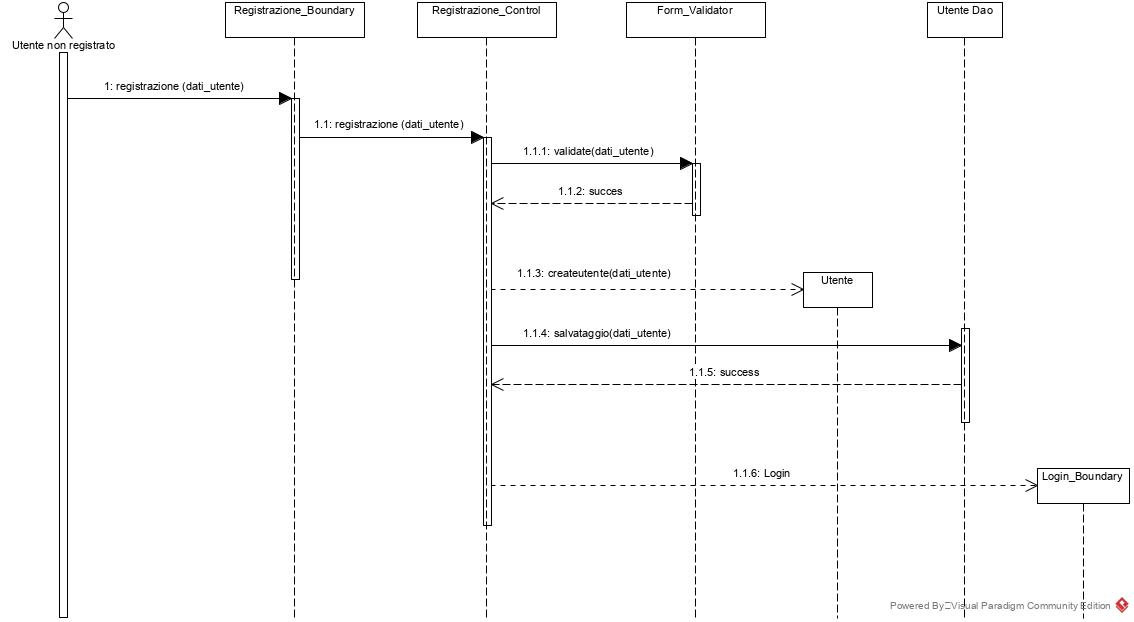 Registrazione_Boundary
Registrazione_Control
Form_Validator
Utente Dao
Utente non registrato
1: registrazione (dati_utente)
1.1: registrazione (dati_utente)
1.1.1: validate(dati_utente)
1.1.2: succes
1.1.3: createutente(dati_utente)
Utente
1.1.4: salvataggio(dati_utente)
1.1.5: success
1.1.6: Login
Login_Boundary
Powered By Visual Paradigm Community Edition